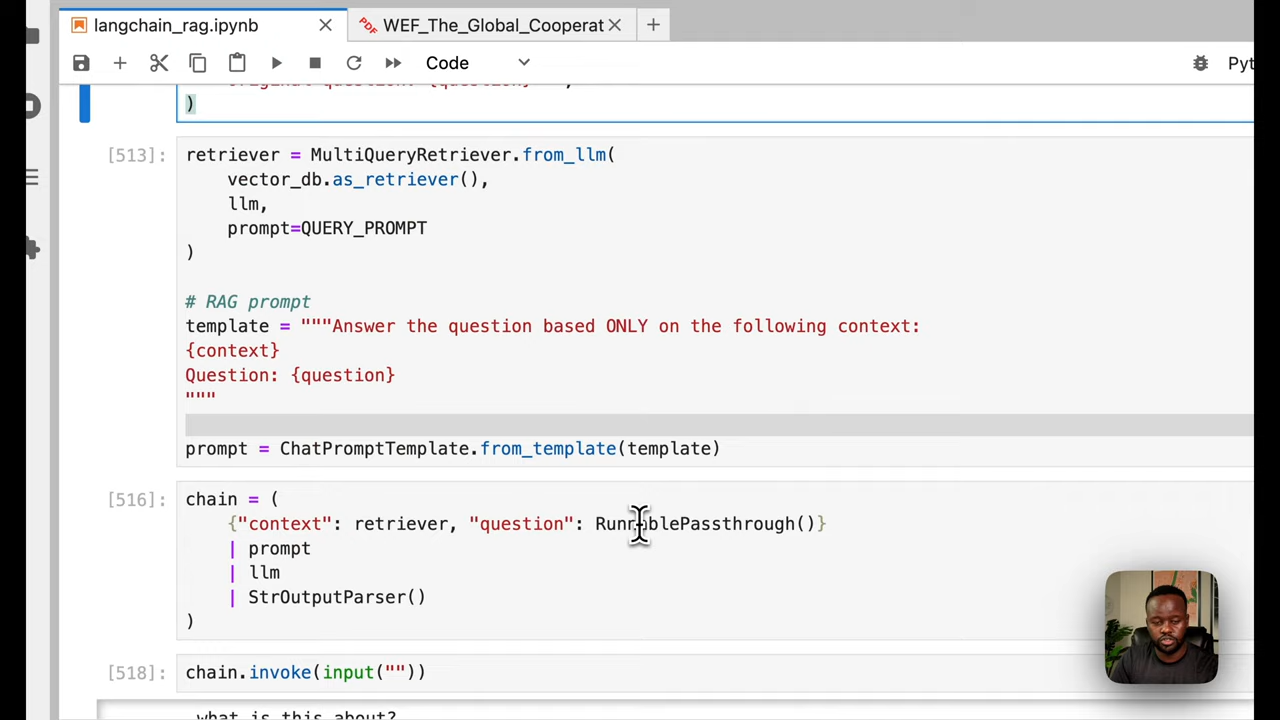 langchain_rag.ipynb
WEF_The_Global_Cooperat
Code
Pyt
)
[513]:
retriever = MultiQueryRetriever.from_llm(
vector_db.as_retriever(),
llm,
prompt=QUERY_PROMPT
)
# RAG prompt
template = """Answer the question based ONLY on the following context:
{context}
Question: {question}
"""
prompt = ChatPromptTemplate.from_template(template)
[516]:
chain = (
{"context": retriever, "question": RunnablePassthrough()}
| prompt
| llm
| StrOutputParser()
)
[518]:
chain.invoke(input(""))
what is this about?